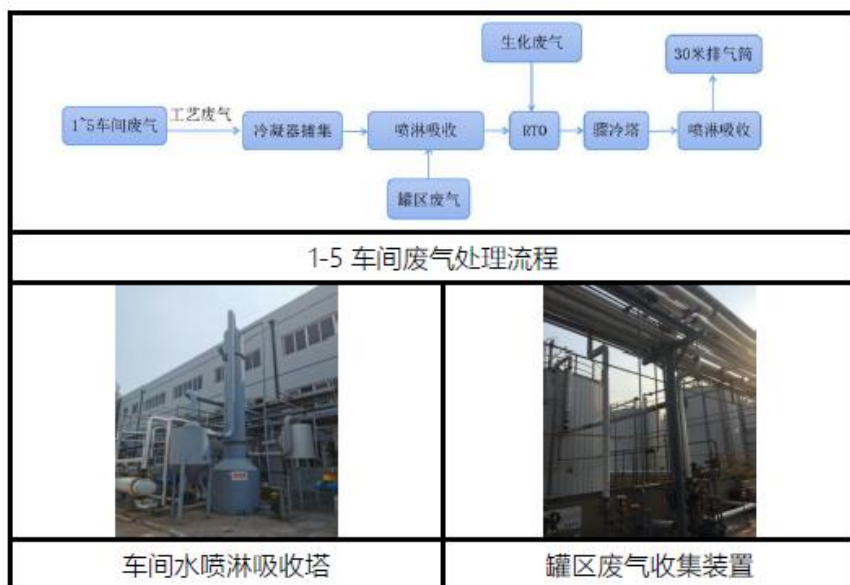 生化废气
30米排气筒
1~5车间废气
工艺废气
冷凝器捕集
喷淋吸收
RTO
骤冷塔
喷淋吸收
罐区废气
1-5 车间废气处理流程
车间水喷淋吸收塔
罐区废气收集装置